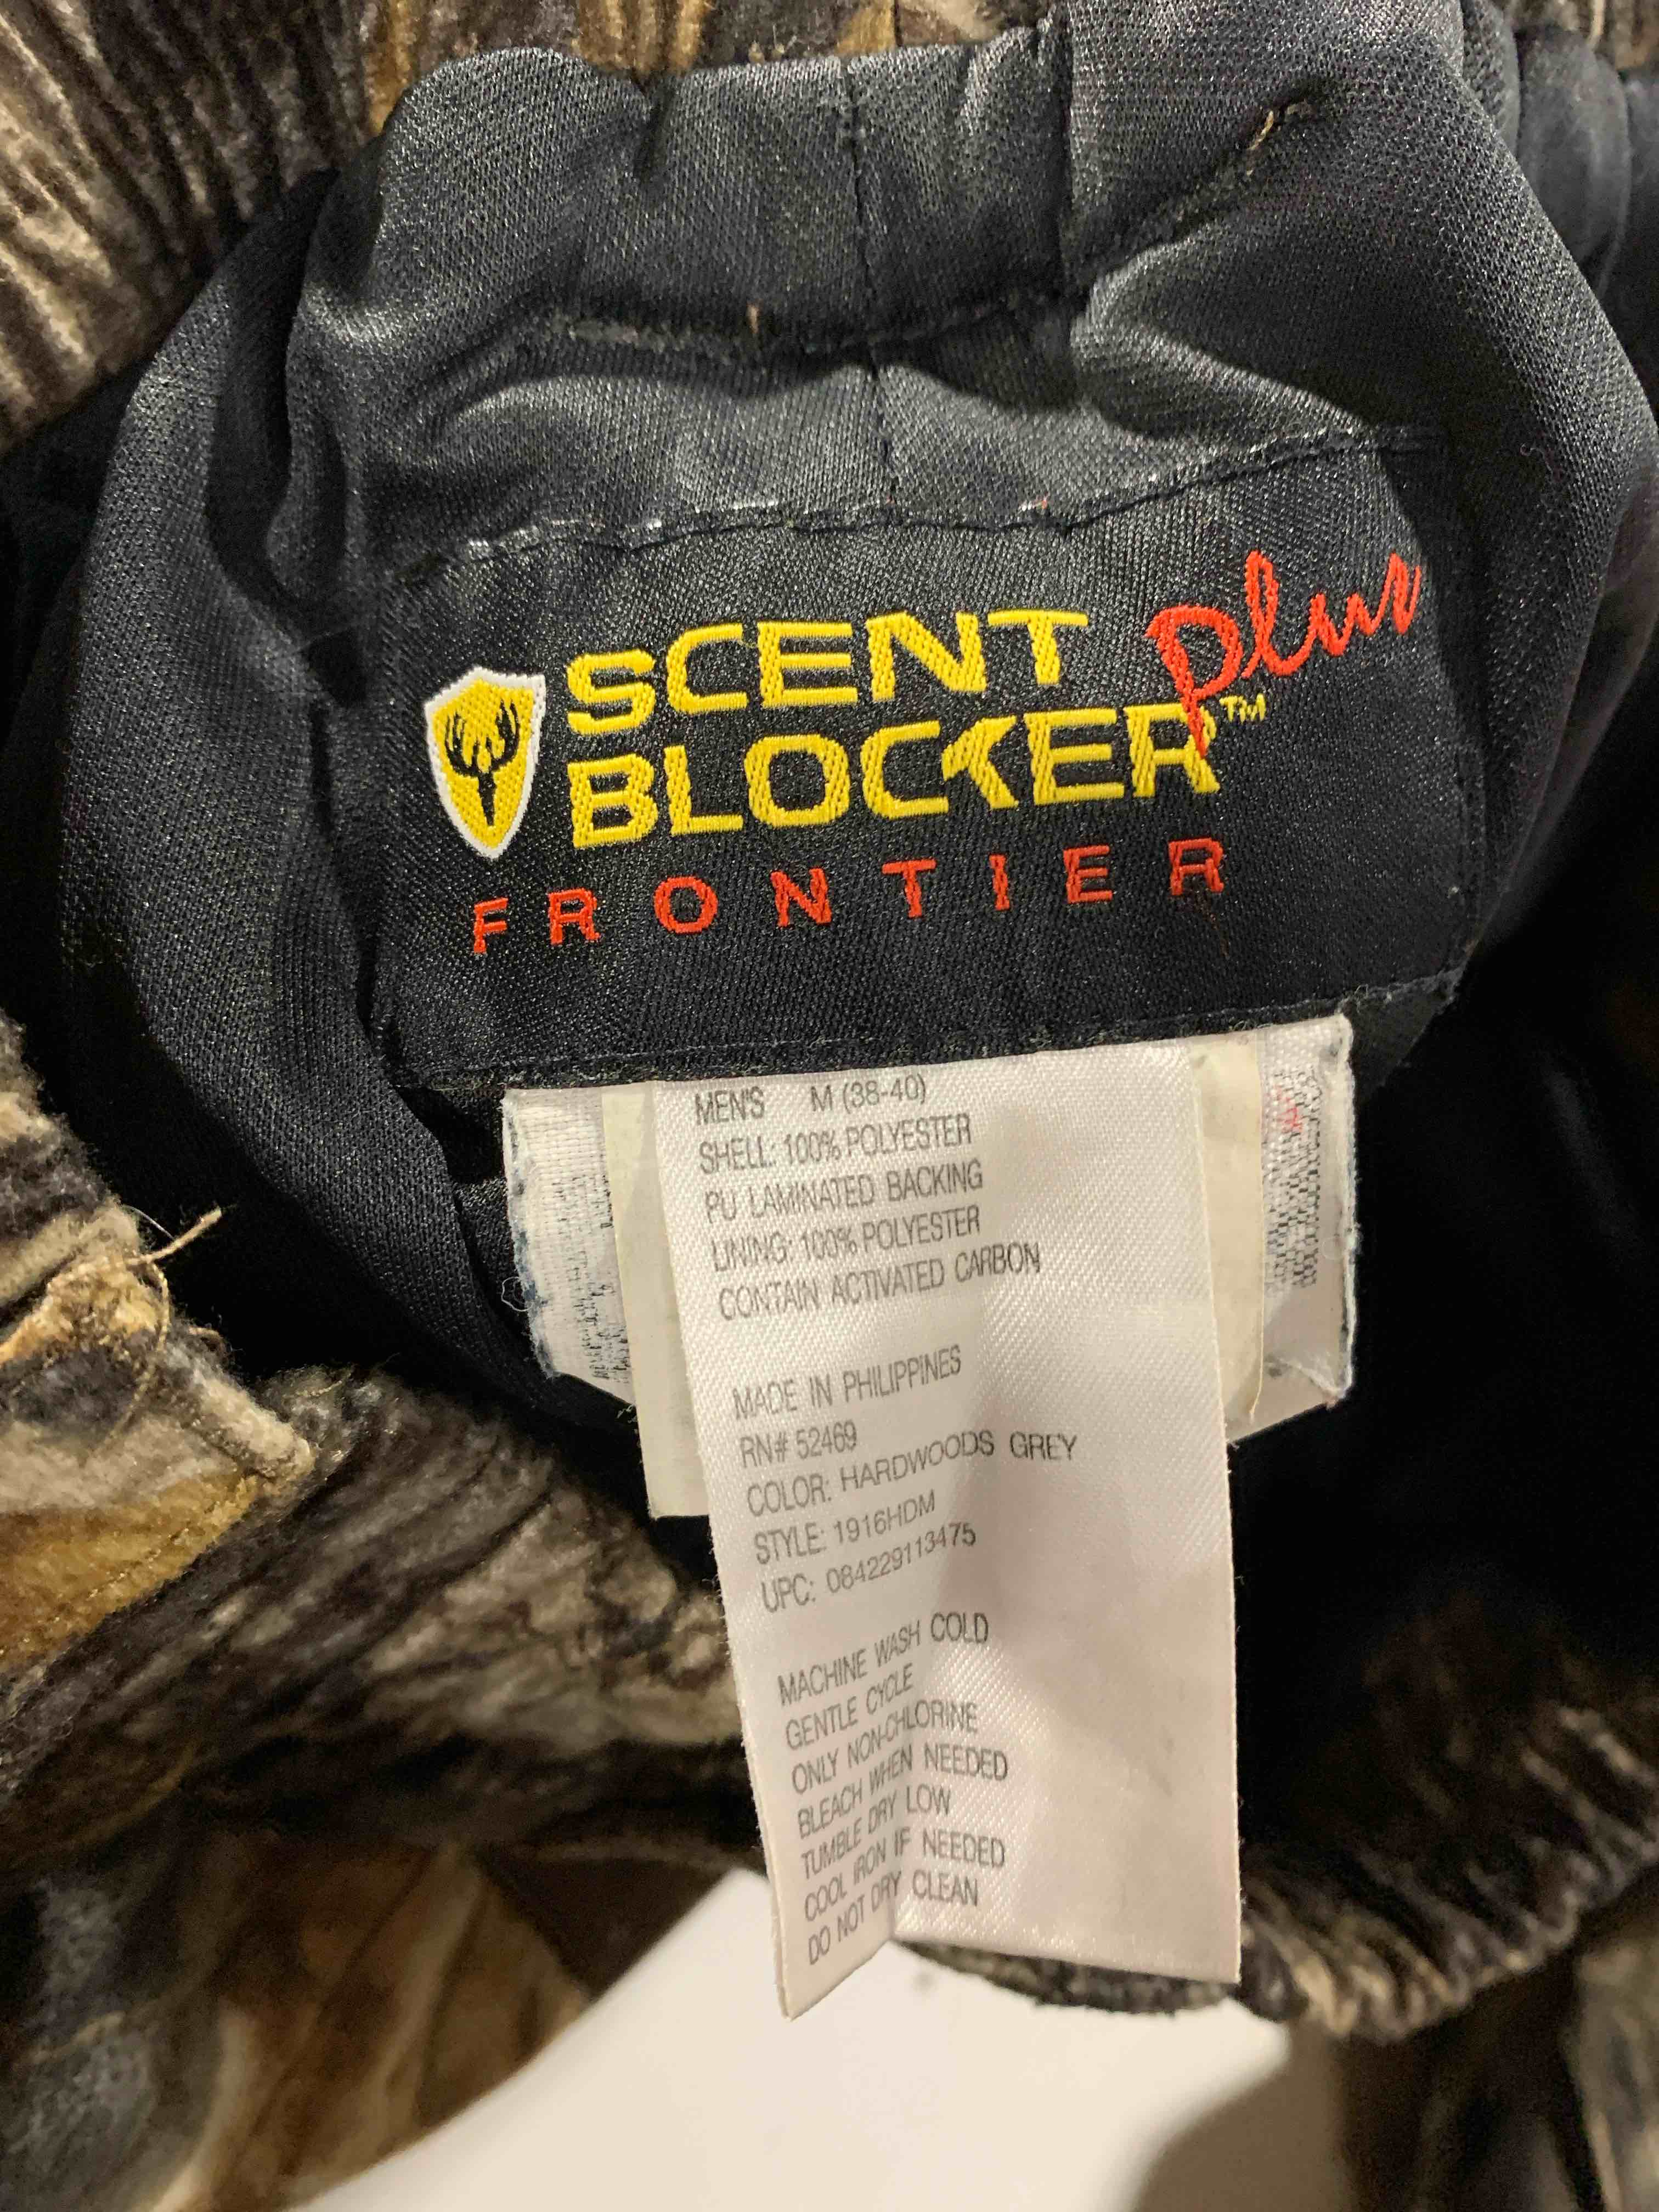 SCENT plus
BLOCKER™
FRONTIER
MEN'S M (38-40)
SHELL: 100% POLYESTER
PU LAMINATED BACKING
LINING: 100% POLYESTER
CONTAIN ACTIVATED CARBON
MADE IN PHILIPPINES
RN# 52469
COLOR: HARDWOODS GREY
STYLE: 1916HDM
UPC: 084229113475
MACHINE WASH COLD
GENTLE CYCLE
ONLY NON-CHLORINE
BLEACH WHEN NEEDED
TUMBLE DRY LOW
COOL IRON IF NEEDED
DO NOT DRY CLEAN